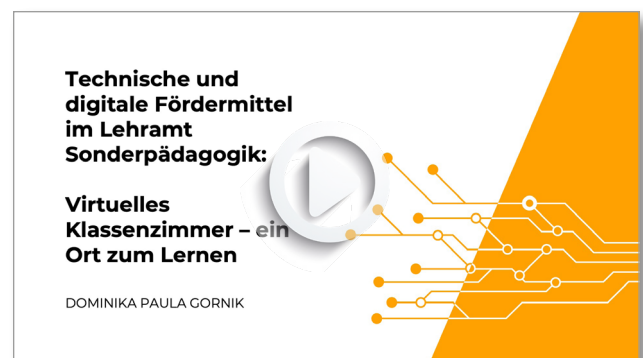 Technische und
digitale Fördermittel
im Lehramt
Sonderpädagogik:
Virtuelles
Klassenzimmer – ein
Ort zum Lernen
DOMINIKA PAULA GORNIK